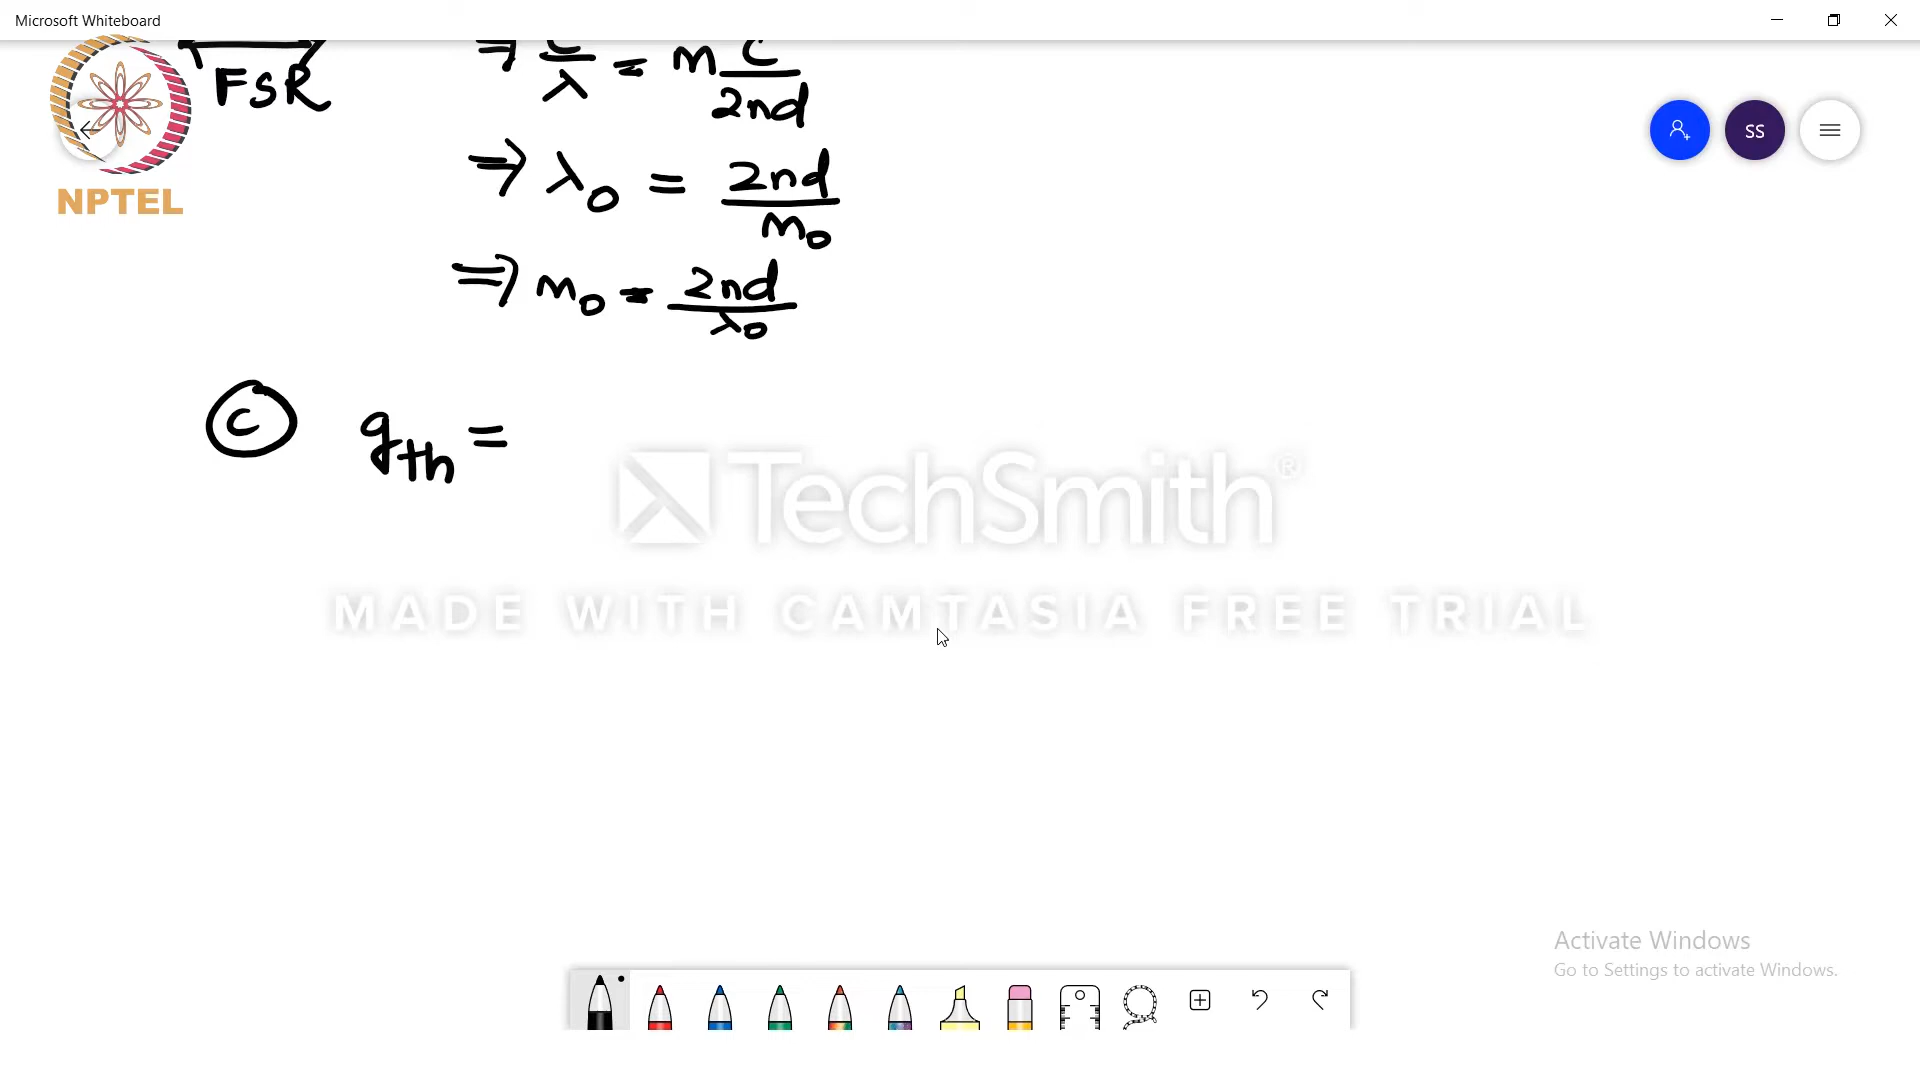 Microsoft Whiteboard
FSR
⇒ c/λ = m c/2nd
⇒ λ₀ = 2nd/m₀
⇒ m₀ = 2nd/λ₀
NPTEL
SS
(c) g_th =
TechSmith®
MADE WITH CAMTASIA FREE TRIAL
Activate Windows
Go to Settings to activate Windows.